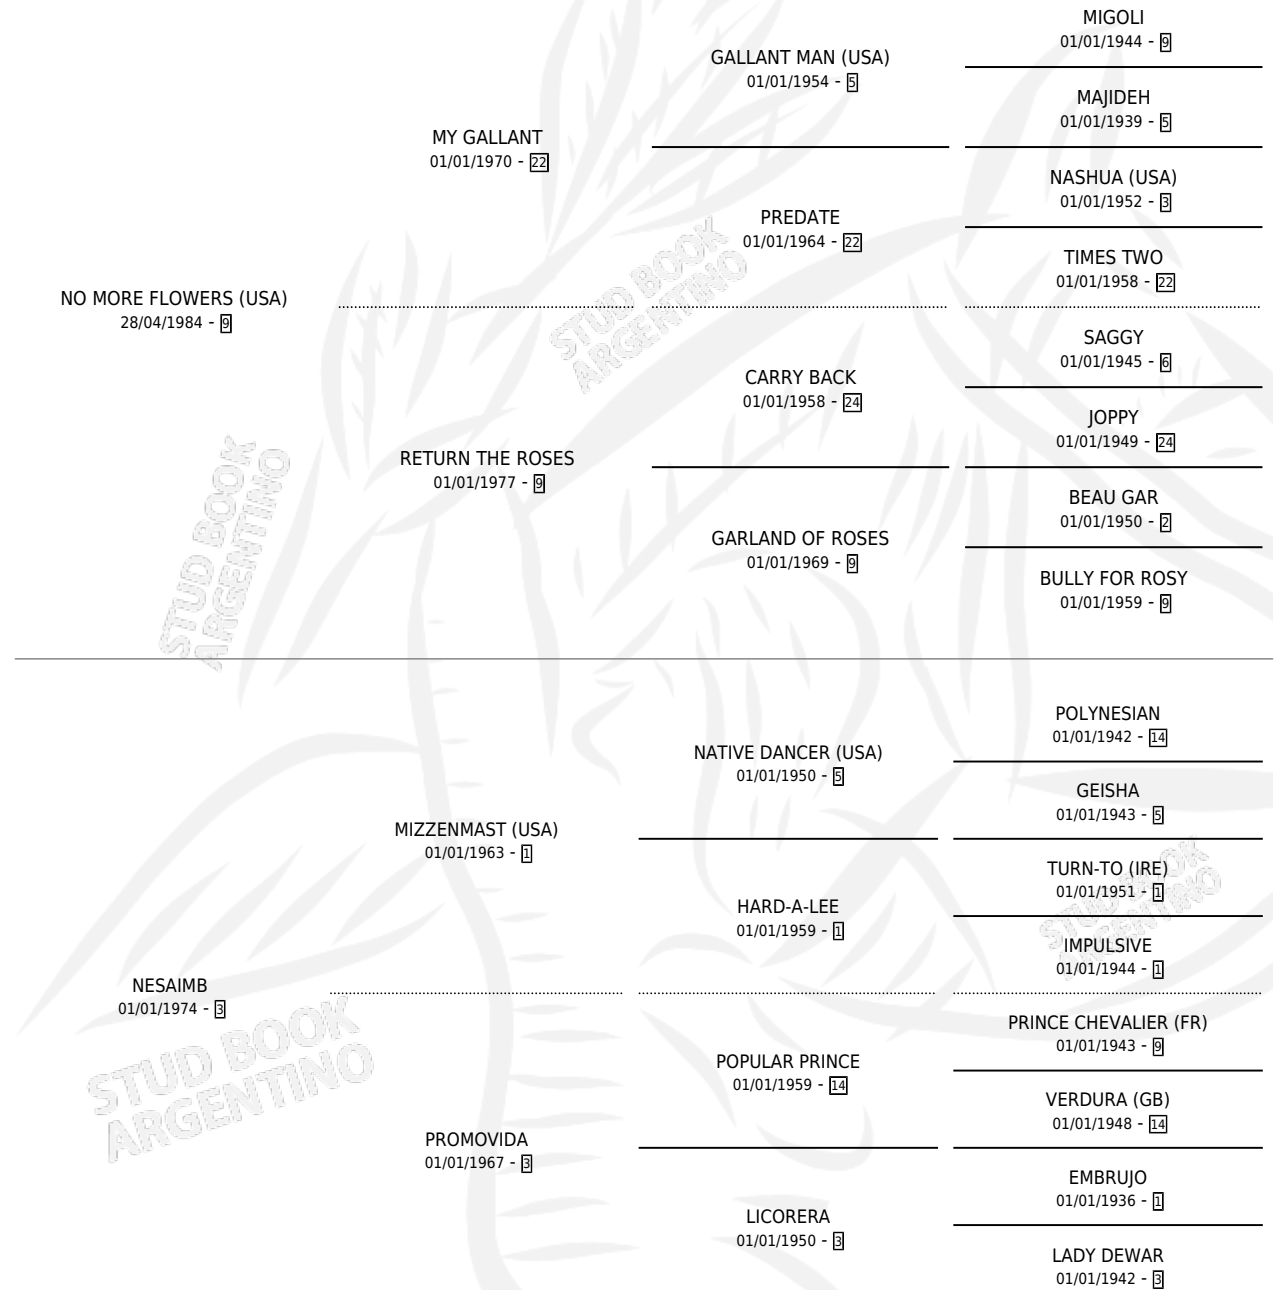 MIGOLI
01/01/1944 - 9
GALLANT MAN (USA)
01/01/1954 - 5
MAJIDEH
01/01/1939 - 5
MY GALLANT
01/01/1970 - 22
NASHUA (USA)
01/01/1952 - 3
PREDATE
01/01/1964 - 22
TIMES TWO
01/01/1958 - 22
NO MORE FLOWERS (USA)
28/04/1984 - 9
STUD BOOK
ARGENTINO
SAGGY
01/01/1945 - 6
CARRY BACK
01/01/1958 - 24
JOPPY
01/01/1949 - 24
RETURN THE ROSES
01/01/1977 - 9
BEAU GAR
01/01/1950 - 2
GARLAND OF ROSES
01/01/1969 - 9
BULLY FOR ROSY
01/01/1959 - 9
STUD BOOK
ARGENTINO
POLYNESIAN
01/01/1942 - 14
NATIVE DANCER (USA)
01/01/1950 - 5
GEISHA
01/01/1943 - 5
MIZZENMAST (USA)
01/01/1963 - 1
TURN-TO (IRE)
01/01/1951 - 1
STUD BOOK
ARGENTINO
HARD-A-LEE
01/01/1959 - 1
IMPULSIVE
01/01/1944 - 1
NESAIMB
01/01/1974 - 3
STUD BOOK
ARGENTINO
PRINCE CHEVALIER (FR)
01/01/1943 - 9
POPULAR PRINCE
01/01/1959 - 14
VERDURA (GB)
01/01/1948 - 14
PROMOVIDA
01/01/1967 - 3
EMBRUJO
01/01/1936 - 1
LICORERA
01/01/1950 - 3
LADY DEWAR
01/01/1942 - 3